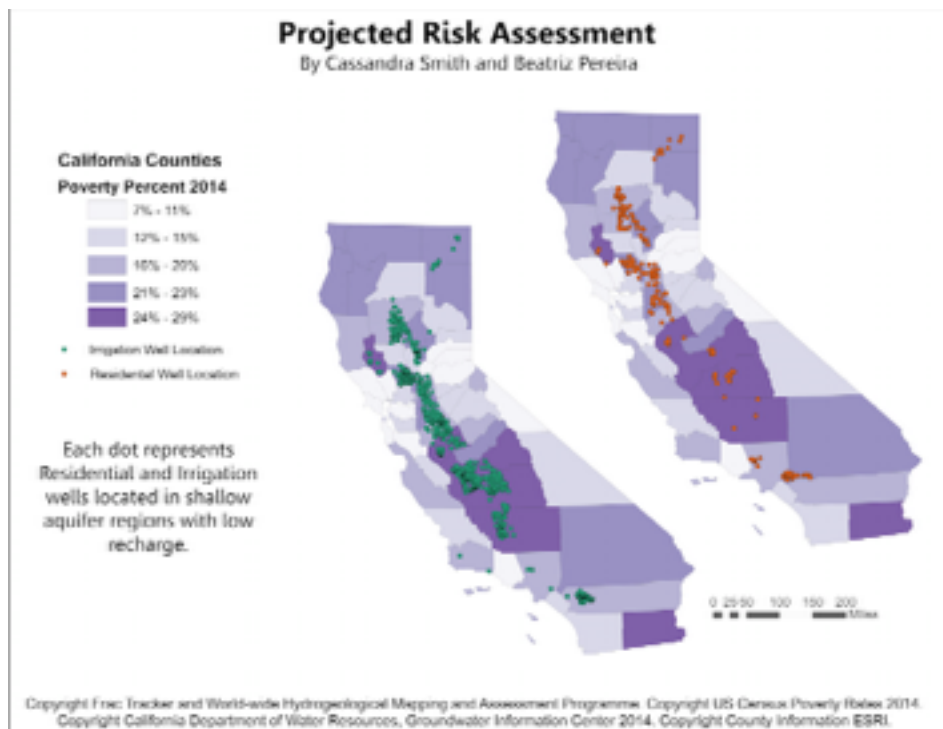 Projected Risk Assessment
By Cassandra Smith and Beatriz Pereira
California Counties
Poverty Percent 2014
7% - 11%
12% - 15%
16% - 20%
21% - 23%
24% - 29%
Irrigation Well Location
Residential Well Location
Each dot represents
Residential and Irrigation
wells located in shallow
aquifer regions with low
recharge.
0 25 50 100 150 200
Miles
Copyright Frac Tracker and World-wide Hydrogeological Mapping and Assessment Programme. Copyright US Census Poverty Rates 2014.
Copyright California Department of Water Resources, Groundwater Information Center 2014. Copyright County Information ESRI.